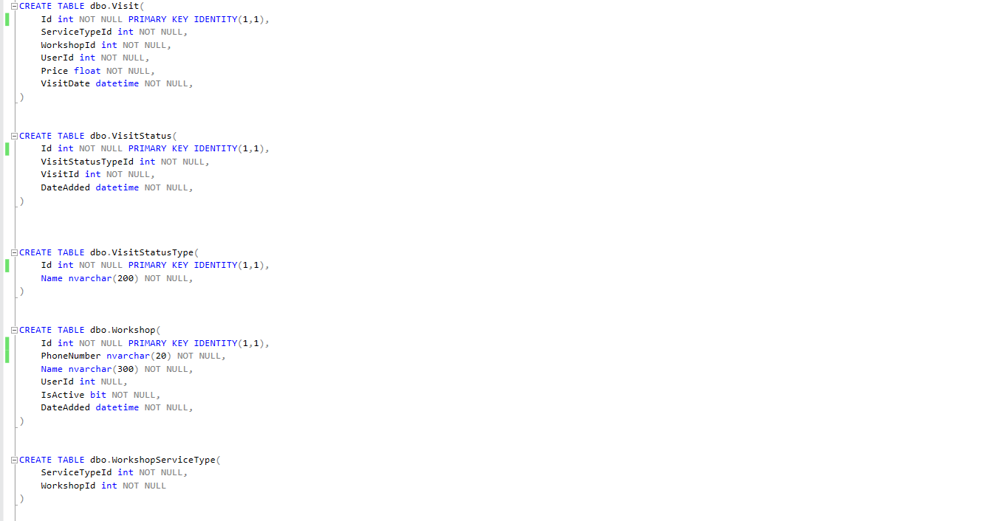 CREATE TABLE dbo.Visit(
Id int NOT NULL PRIMARY KEY IDENTITY(1,1),
ServiceTypeId int NOT NULL,
WorkshopId int NOT NULL,
UserId int NOT NULL,
Price float NOT NULL,
VisitDate datetime NOT NULL,
)
CREATE TABLE dbo.VisitStatus(
Id int NOT NULL PRIMARY KEY IDENTITY(1,1),
VisitStatusTypeId int NOT NULL,
VisitId int NOT NULL,
DateAdded datetime NOT NULL,
)
CREATE TABLE dbo.VisitStatusType(
Id int NOT NULL PRIMARY KEY IDENTITY(1,1),
Name nvarchar(200) NOT NULL,
)
CREATE TABLE dbo.Workshop(
Id int NOT NULL PRIMARY KEY IDENTITY(1,1),
PhoneNumber nvarchar(20) NOT NULL,
Name nvarchar(300) NOT NULL,
UserId int NULL,
IsActive bit NOT NULL,
DateAdded datetime NOT NULL,
)
CREATE TABLE dbo.WorkshopServiceType(
ServiceTypeId int NOT NULL,
WorkshopId int NOT NULL
)